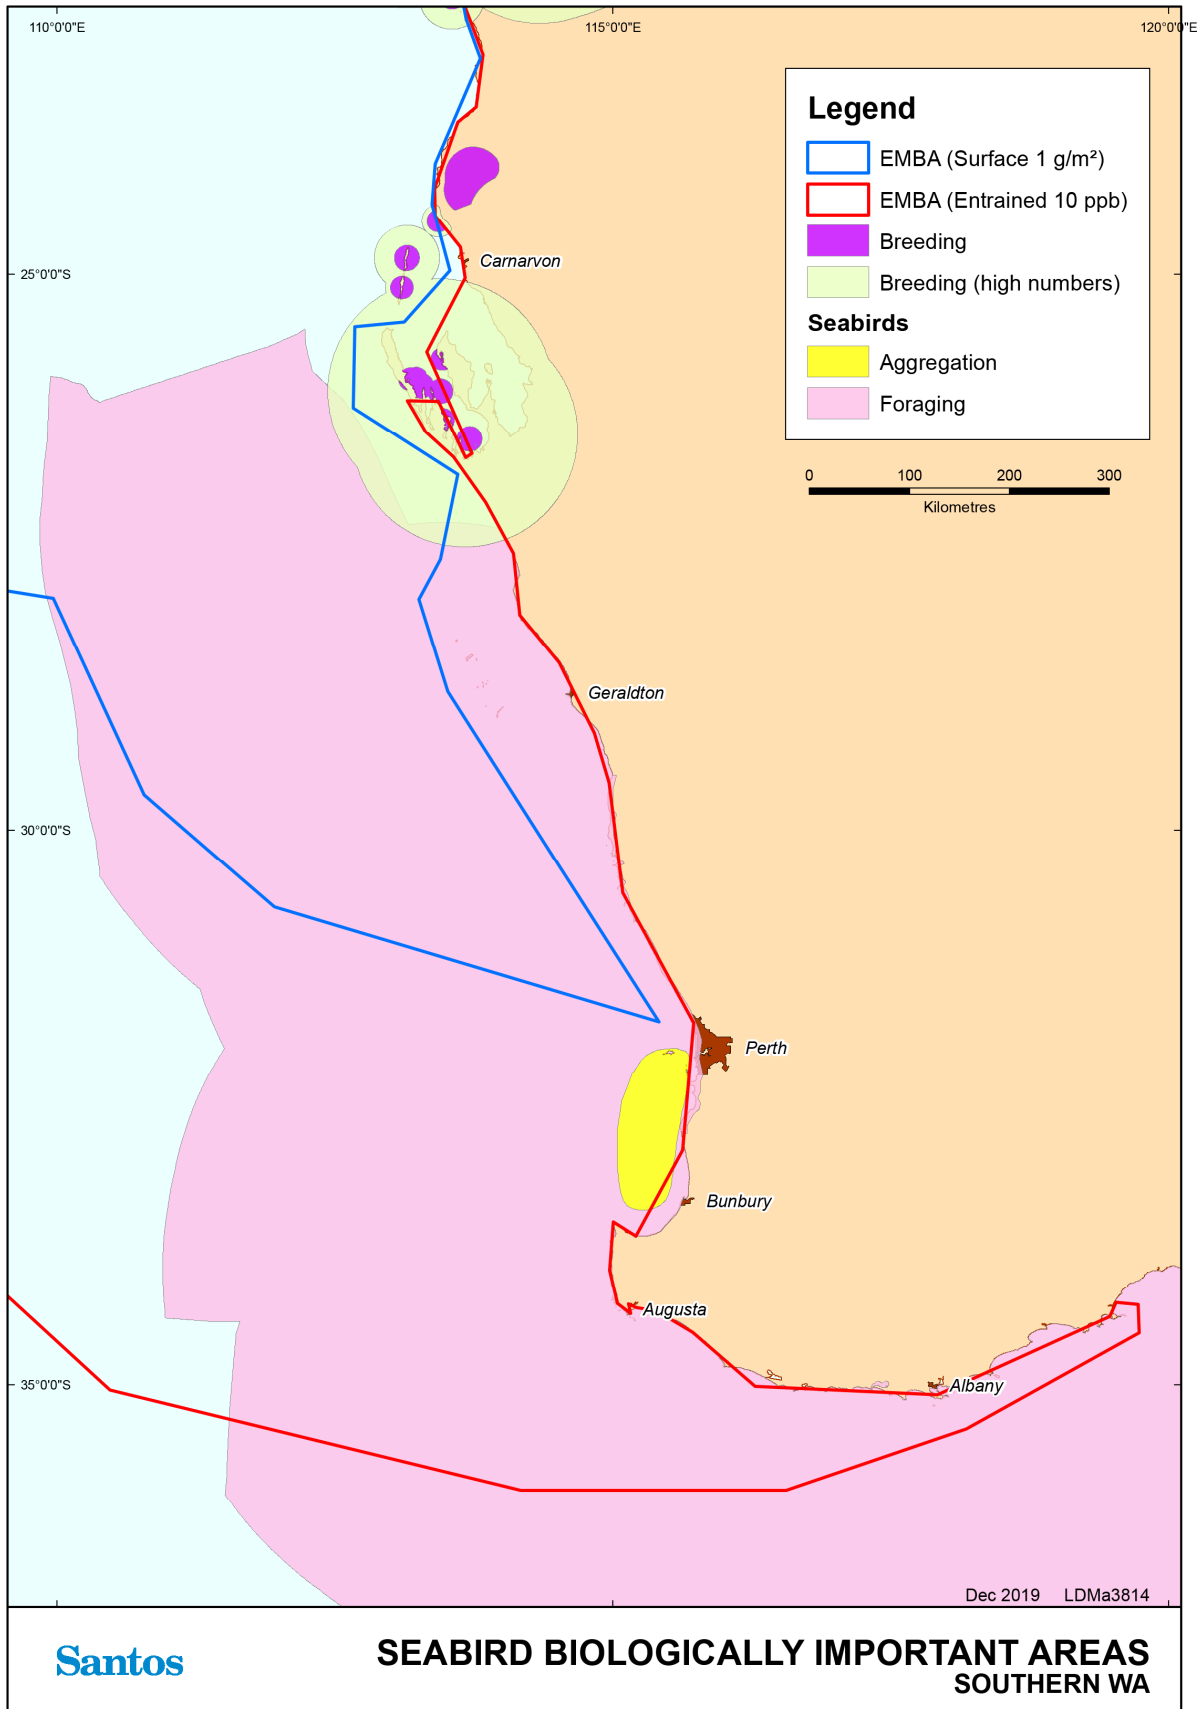 110°0'0"E
115°0'0"E
120°0'0"E
Legend
EMBA (Surface 1 g/m²)
EMBA (Entrained 10 ppb)
Breeding
Breeding (high numbers)
Seabirds
Aggregation
Foraging
Carnarvon
25°0'0"S
0 100 200 300
Kilometres
Geraldton
30°0'0"S
Perth
Bunbury
Augusta
35°0'0"S
Albany
Dec 2019 LDMa3814
Santos
SEABIRD BIOLOGICALLY IMPORTANT AREAS
SOUTHERN WA